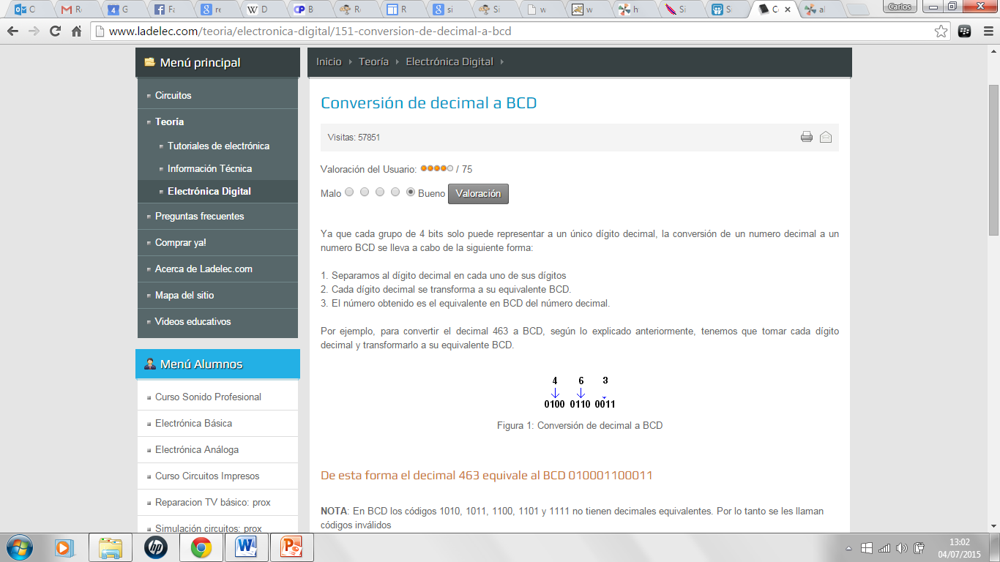 O
Re
G
Fa
re
D
B
Re
R
si
Si
w
w
h
Si
S
Co
al
Carlos
www.ladelec.com/teoria/electronica-digital/151-conversion-de-decimal-a-bcd
Menú principal
Circuitos
Teoría
Tutoriales de electrónica
Información Técnica
Electrónica Digital
Preguntas frecuentes
Comprar ya!
Acerca de Ladelec.com
Mapa del sitio
Videos educativos
Menú Alumnos
Curso Sonido Profesional
Electrónica Básica
Electrónica Análoga
Curso Circuitos Impresos
Reparacion TV básico: prox
Simulación circuitos: prox
Inicio Teoría Electrónica Digital
Conversión de decimal a BCD
Visitas: 57851
Valoración del Usuario: / 75
Malo Bueno Valoración
Ya que cada grupo de 4 bits solo puede representar a un único dígito decimal, la conversión de un numero decimal a un
numero BCD se lleva a cabo de la siguiente forma:
1. Separamos al dígito decimal en cada uno de sus dígitos
2. Cada dígito decimal se transforma a su equivalente BCD.
3. El número obtenido es el equivalente en BCD del número decimal.
Por ejemplo, para convertir el decimal 463 a BCD, según lo explicado anteriormente, tenemos que tomar cada dígito
decimal y transformarlo a su equivalente BCD.
4 6 3
0100 0110 0011
Figura 1: Conversión de decimal a BCD
De esta forma el decimal 463 equivale al BCD 010001100011
NOTA: En BCD los códigos 1010, 1011, 1100, 1101 y 1111 no tienen decimales equivalentes. Por lo tanto se les llaman
códigos inválidos
13:02
04/07/2015